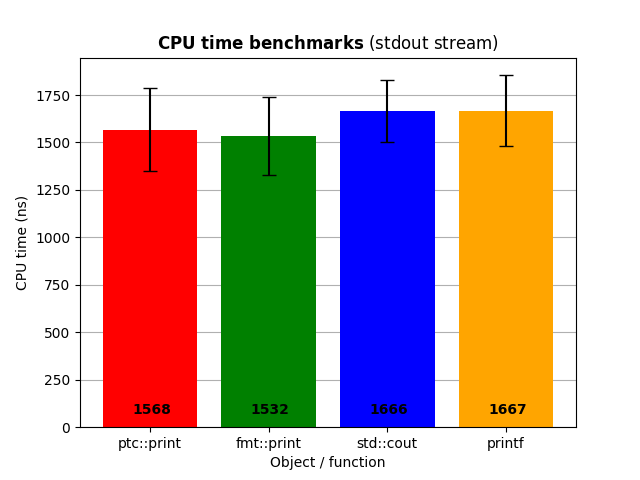 CPU time benchmarks (stdout stream)
CPU time (ns)
1750
1500
1250
1000
750
500
250
0
1568
1532
1666
1667
ptc::print
fmt::print
std::cout
printf
Object / function